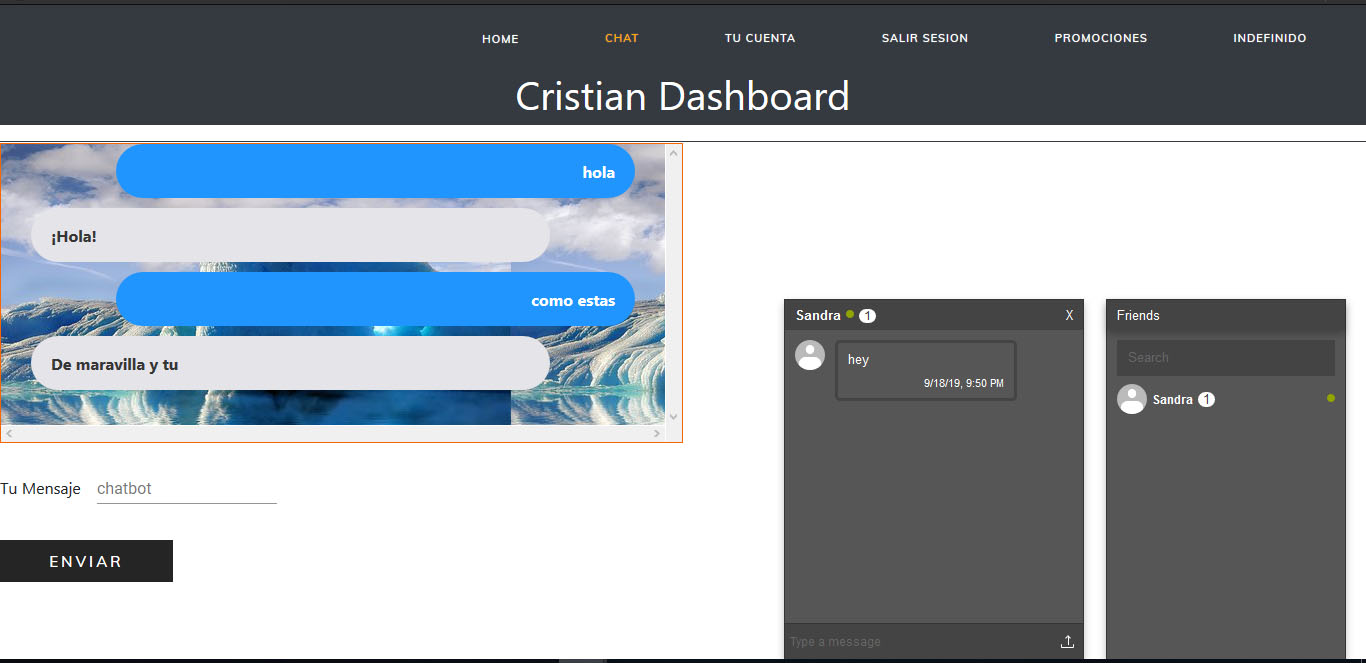 HOME CHAT TU CUENTA SALIR SESION PROMOCIONES INDEFINIDO
Cristian Dashboard
hola
¡Hola!
como estas
De maravilla y tu
Tu Mensaje chatbot
ENVIAR
Sandra 1 X
hey
9/18/19, 9:50 PM
Type a message
Friends
Search
Sandra 1